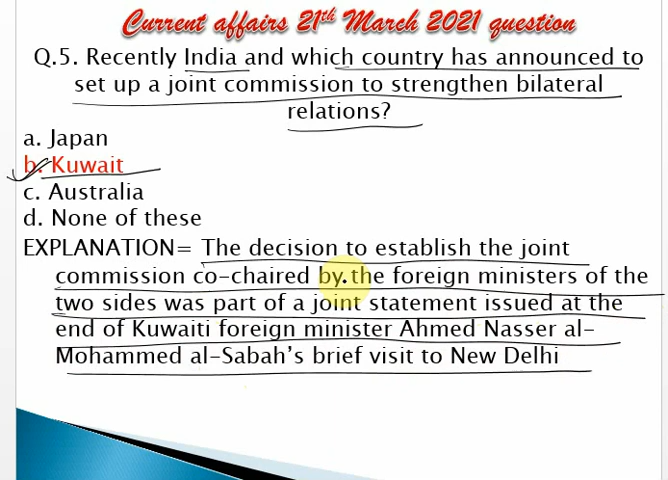 Current affairs 21th March 2021 question
Q.5. Recently India and which country has announced to
set up a joint commission to strengthen bilateral
relations?
a. Japan
b. Kuwait
c. Australia
d. None of these
EXPLANATION= The decision to establish the joint
commission co-chaired by the foreign ministers of the
two sides was part of a joint statement issued at the
end of Kuwaiti foreign minister Ahmed Nasser al-
Mohammed al-Sabah’s brief visit to New Delhi